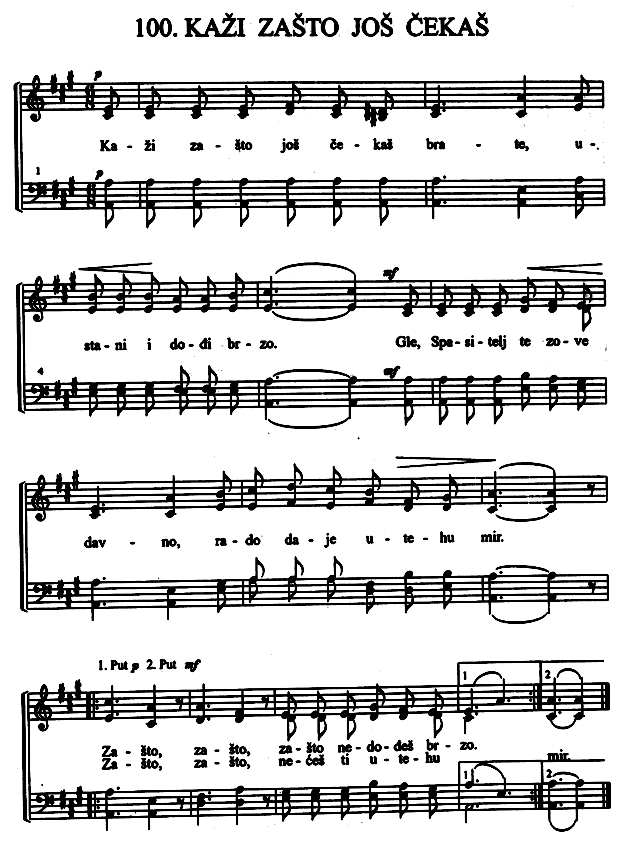 100. KAŽI ZAŠTO JOŠ ČEKAŠ
p
Ka - ži za - što još če - kaš bra - te, u -
1
p
mf
sta - ni i do - đi br - zo. Gle, Spa - si - telj te zo - ve
4
mf
dav - no, ra - do da - je u - te - hu mir.
1. Put p 2. Put mf
1 2
Za - što, za - što, za - što ne - do - đeš br - zo.
Za - što, za - što, ne - ćeš ti u - te - hu mir.
1 2